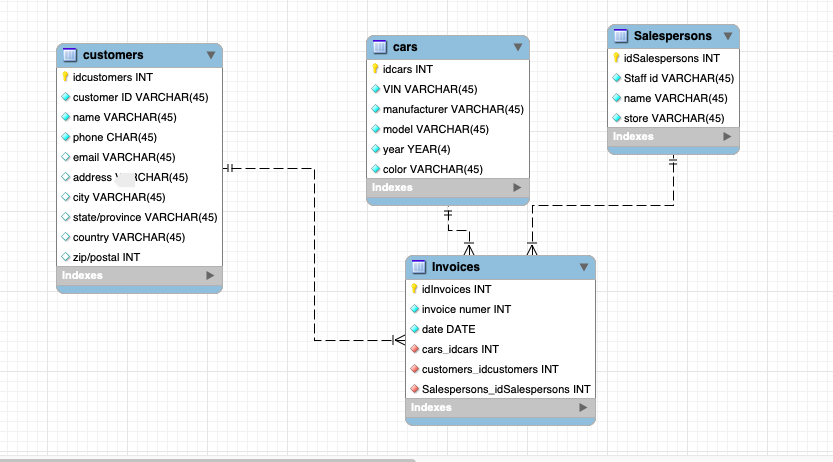 customers
idcustomers INT
customer ID VARCHAR(45)
name VARCHAR(45)
phone CHAR(45)
email VARCHAR(45)
address
city VARCHAR(45)
state/province VARCHAR(45)
country VARCHAR(45)
zip/postal INT
Indexes
cars
idcars INT
VIN VARCHAR(45)
manufacturer VARCHAR(45)
model VARCHAR(45)
year YEAR(4)
color VARCHAR(45)
Indexes
Salespersons
idSalespersons INT
Staff id VARCHAR(45)
name VARCHAR(45)
store VARCHAR(45)
Indexes
Invoices
idInvoices INT
invoice numer INT
date DATE
cars_idcars INT
customers_idcustomers INT
Salespersons_idSalespersons INT
Indexes